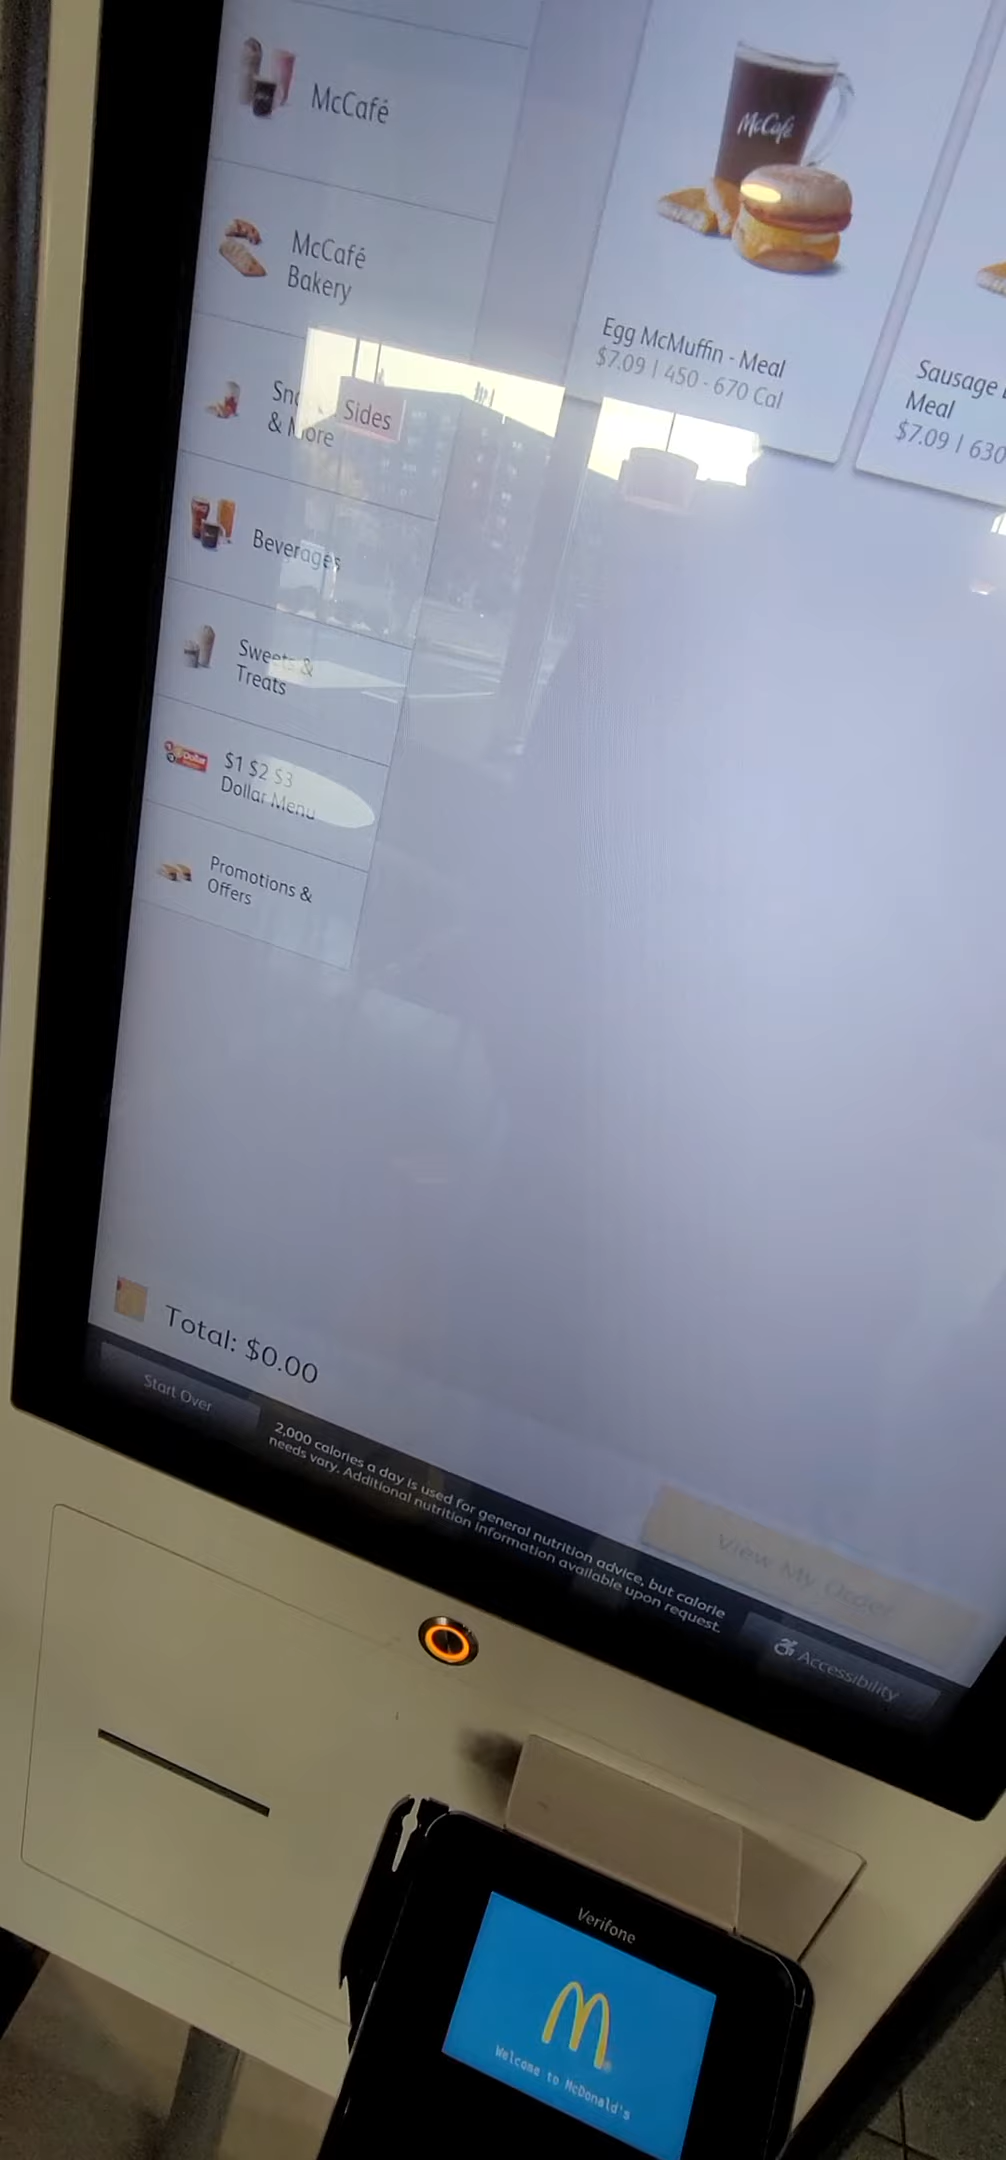 McCafé
McCafé
Bakery
& More
Sides
Beverages
Sweets &
Treats
$1 $2 $3
Dollar Menu
Promotions &
Offers
McCafé
Egg McMuffin - Meal
$7.09 | 450 - 670 Cal
Sausage
Meal
$7.09 | 630
Total: $0.00
Start Over
2,000 calories a day is used for general nutrition advice, but calorie
needs vary. Additional nutrition information available upon request.
View My Order
Accessibility
Verifone
Welcome to McDonald's